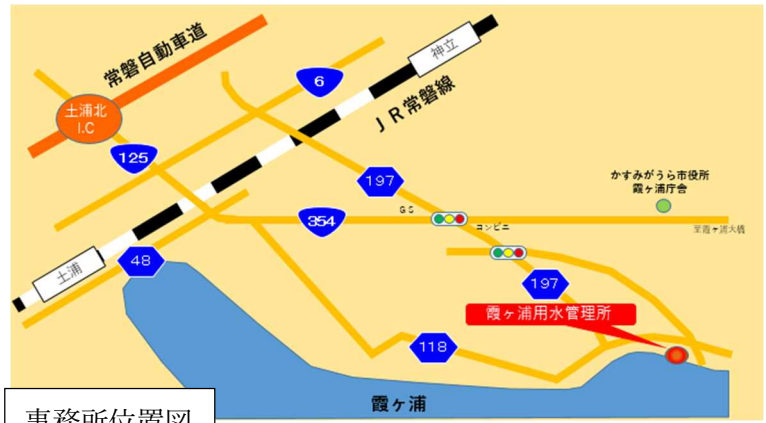 常磐自動車道
神立
6
土浦北
I.C
JR常磐線
125
197
かすみがうら市役所
霞ヶ浦庁舎
GS
354
コンビニ
至霞ヶ浦大橋
48
土浦
197
霞ヶ浦用水管理所
118
霞ヶ浦
事務所位置図